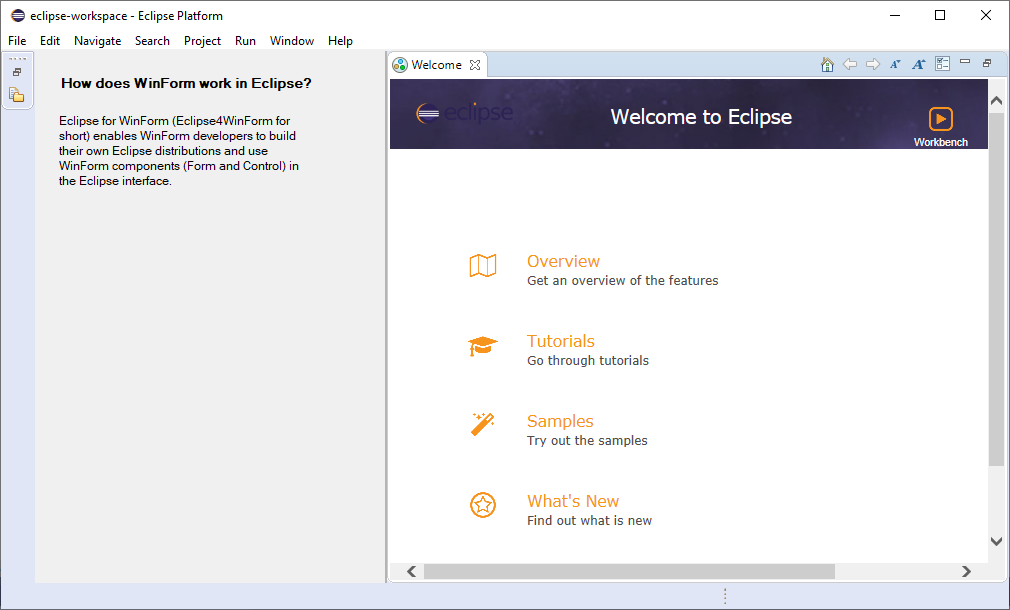 eclipse-workspace - Eclipse Platform
File Edit Navigate Search Project Run Window Help
How does WinForm work in Eclipse?
Eclipse for WinForm (Eclipse4WinForm for
short) enables WinForm developers to build
their own Eclipse distributions and use
WinForm components (Form and Control) in
the Eclipse interface.
Welcome
eclipse
Welcome to Eclipse
Workbench
Overview
Get an overview of the features
Tutorials
Go through tutorials
Samples
Try out the samples
What's New
Find out what is new